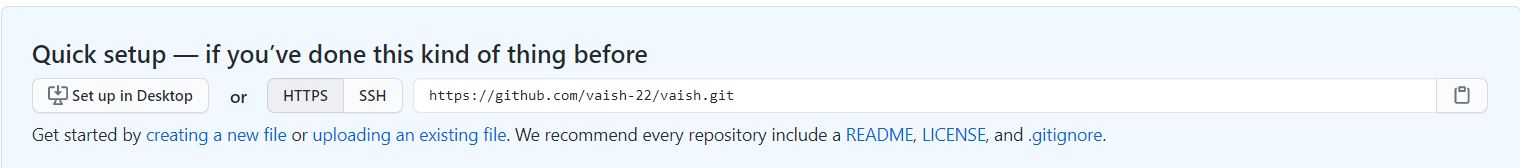 Quick setup — if you’ve done this kind of thing before
Set up in Desktop or HTTPS SSH https://github.com/vaish-22/vaish.git
Get started by creating a new file or uploading an existing file. We recommend every repository include a README, LICENSE, and .gitignore.